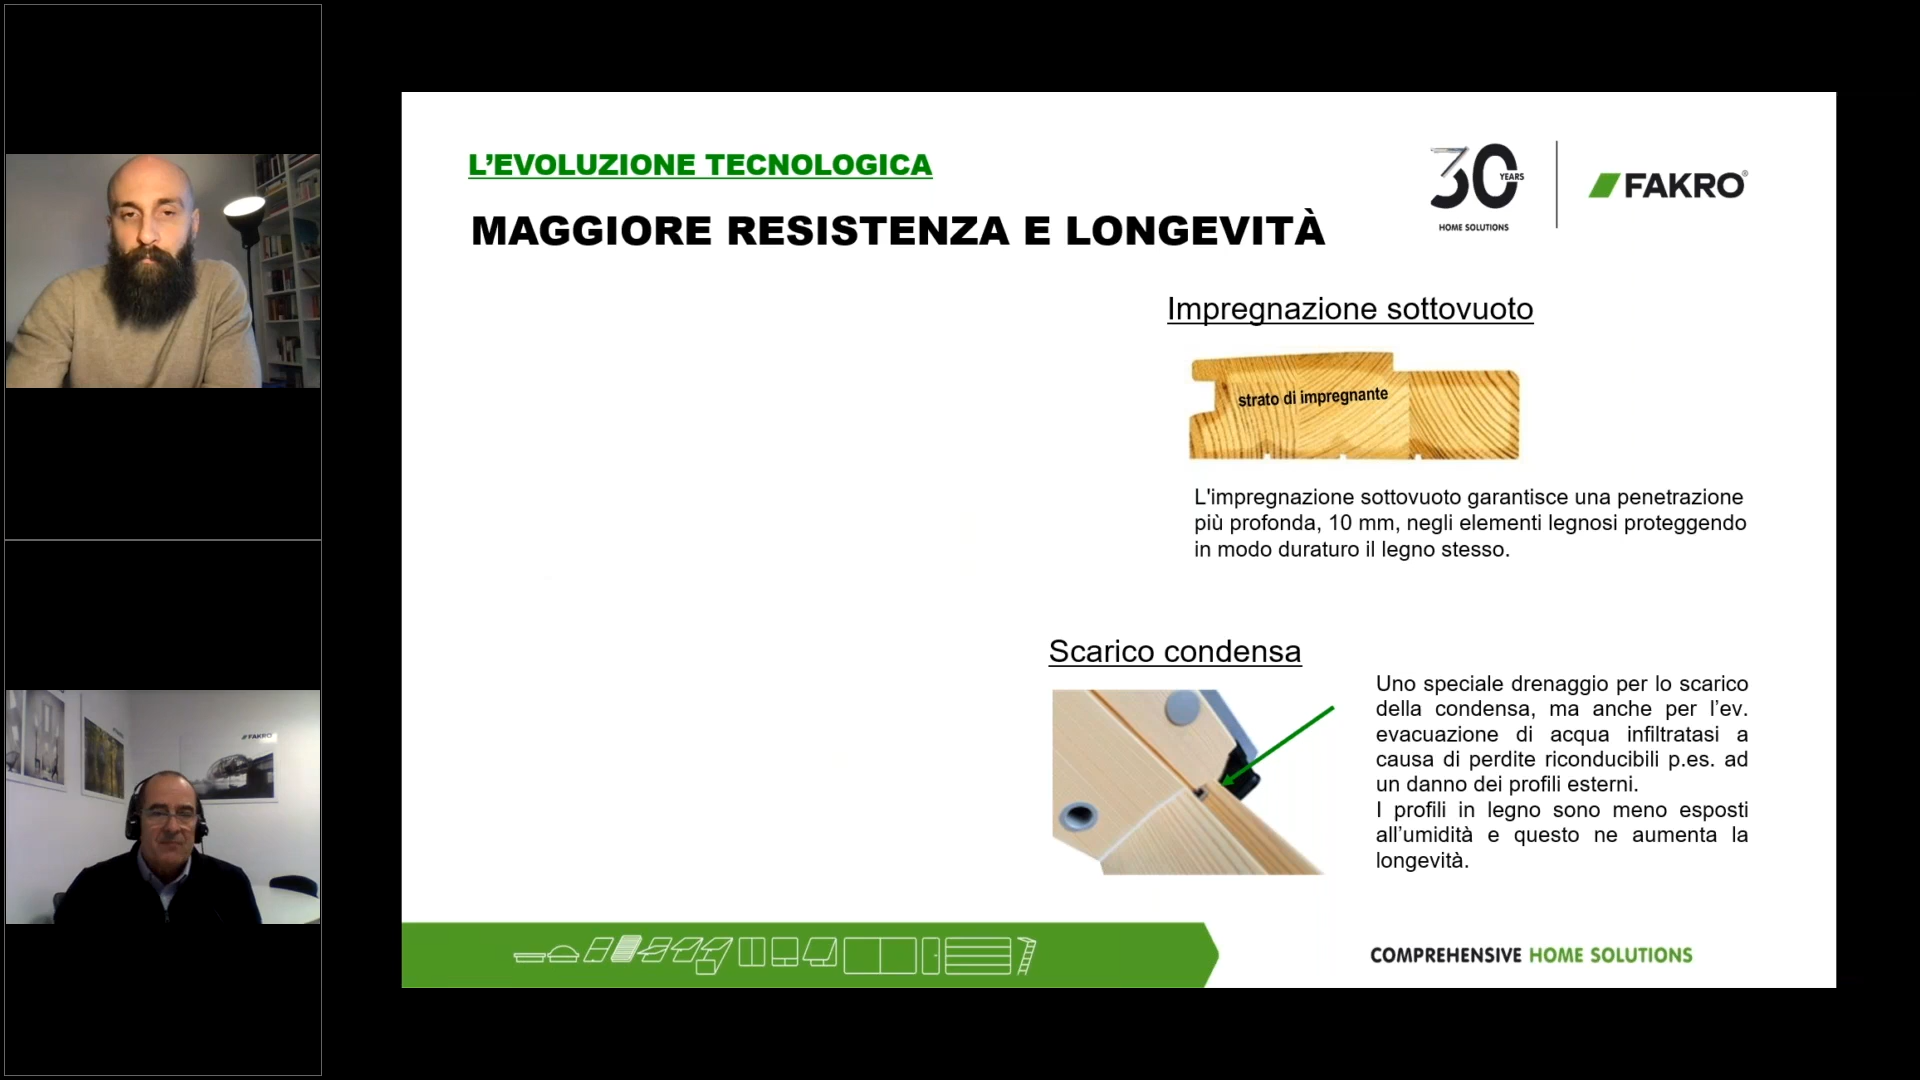 L’EVOLUZIONE TECNOLOGICA
MAGGIORE RESISTENZA E LONGEVITÀ
30 YEARS
HOME SOLUTIONS
FAKRO®
Impregnazione sottovuoto
strato di impregnante
L'impregnazione sottovuoto garantisce una penetrazione
più profonda, 10 mm, negli elementi legnosi proteggendo
in modo duraturo il legno stesso.
Scarico condensa
Uno speciale drenaggio per lo scarico
della condensa, ma anche per l’ev.
evacuazione di acqua infiltratasi a
causa di perdite riconducibili p.es. ad
un danno dei profili esterni.
I profili in legno sono meno esposti
all’umidità e questo ne aumenta la
longevità.
FAKRO
COMPREHENSIVE HOME SOLUTIONS